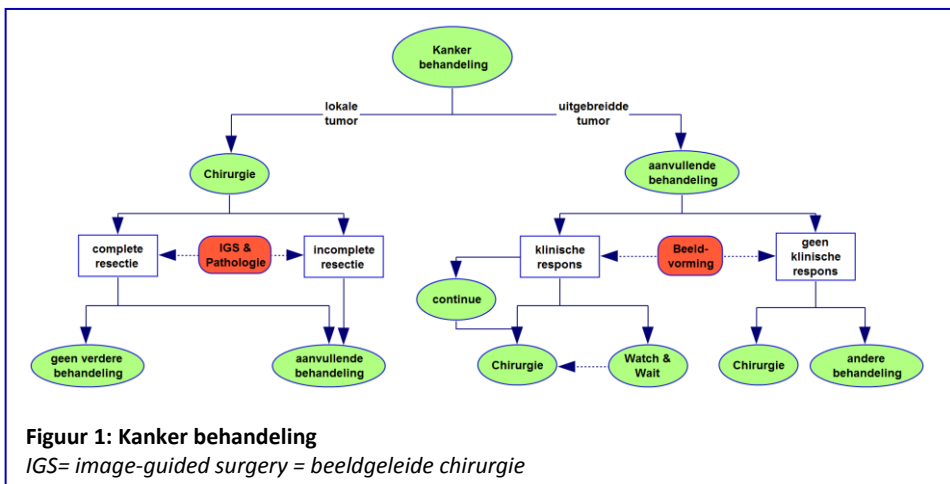 Kanker
behandeling
lokale
tumor
uitgebreidde
tumor
Chirurgie
aanvullende
behandeling
complete
resectie
IGS &
Pathologie
incomplete
resectie
klinische
respons
Beeld-
vorming
geen
klinische
respons
continue
geen verdere
behandeling
aanvullende
behandeling
Chirurgie
Watch &
Wait
Chirurgie
andere
behandeling
Figuur 1: Kanker behandeling
IGS= image-guided surgery = beeldgeleide chirurgie